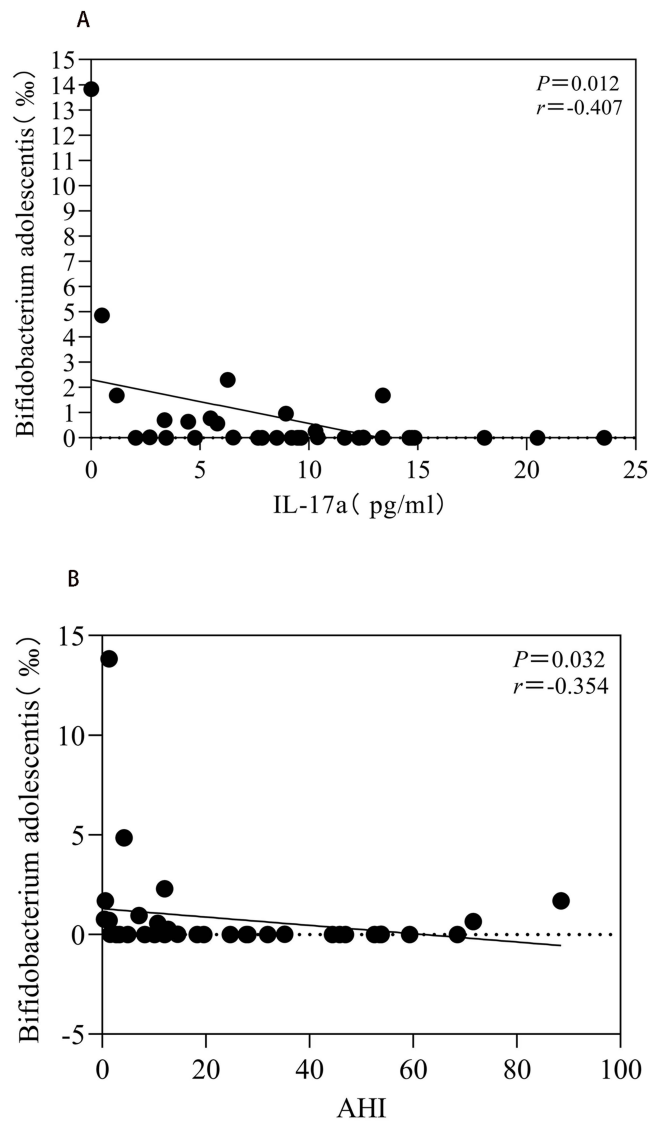 A
Bifidobacterium adolescentis( ‰)
15
14
13
12
11
10
9
8
7
6
5
4
3
2
1
0
P=0.012
r=-0.407
0 5 10 15 20 25
IL-17a( pg/ml)
B
Bifidobacterium adolescentis( ‰)
15
10
5
0
-5
P=0.032
r=-0.354
0 20 40 60 80 100
AHI